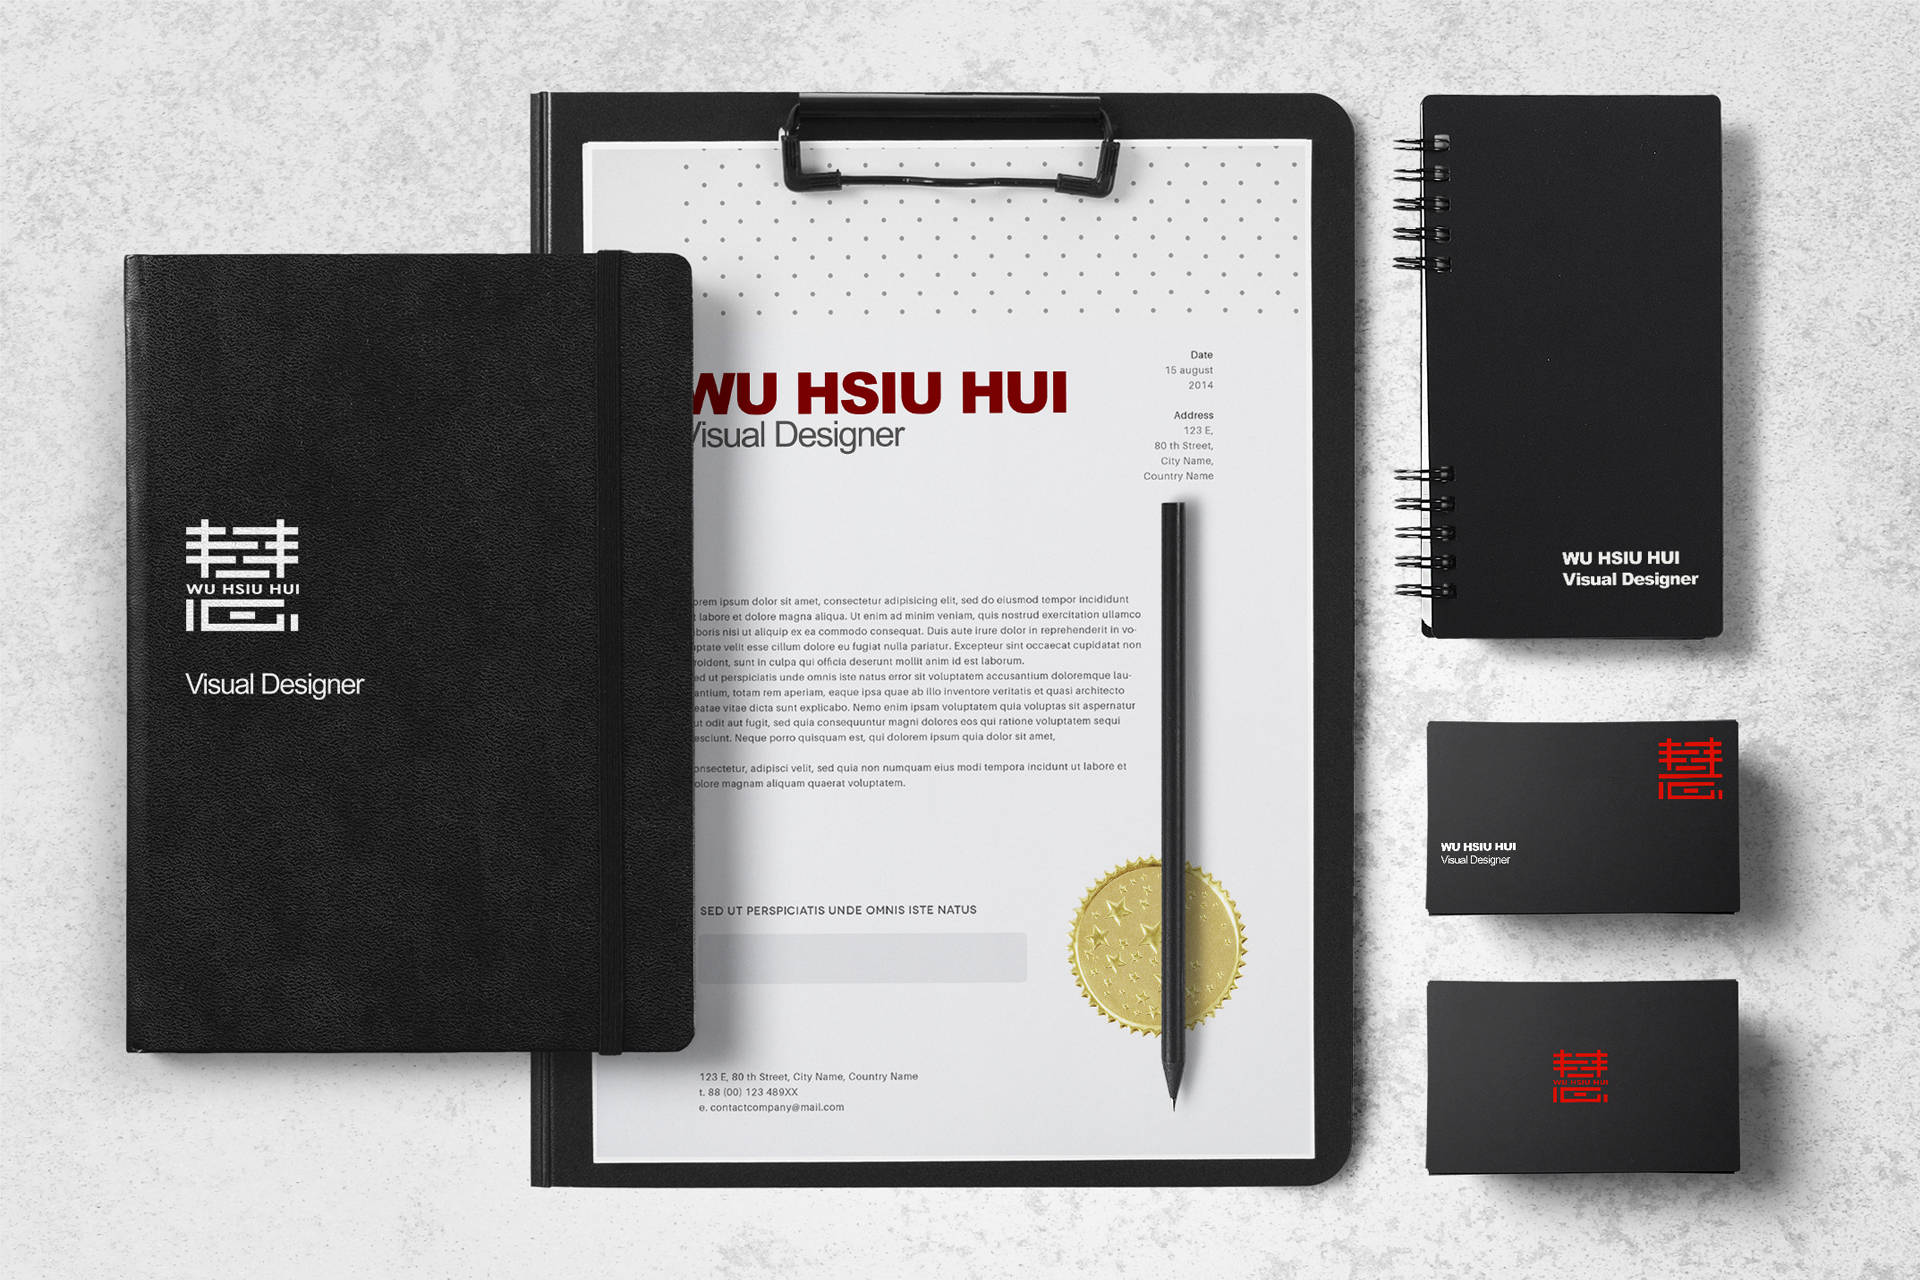 WU HSIU HUI
Visual Designer
WU HSIU HUI
Visual Designer
Date
15 august
2014
Address
123 E,
80 th Street,
City Name,
Country Name
orem ipsum dolor sit amet, consectetur adipisicing elit, sed do eiusmod tempor incididunt
labore et dolore magna aliqua. Ut enim ad minim veniam, quis nostrud exercitation ullamco
boris nisi ut aliquip ex ea commodo consequat. Duis aute irure dolor in reprehenderit in vo-
ptate velit esse cillum dolore eu fugiat nulla pariatur. Excepteur sint occaecat cupidatat non
roident, sunt in culpa qui officia deserunt mollit anim id est laborum.
ed ut perspiciatis unde omnis iste natus error sit voluptatem accusantium doloremque lau-
antium, totam rem aperiam, eaque ipsa quae ab illo inventore veritatis et quasi architecto
eatae vitae dicta sunt explicabo. Nemo enim ipsam voluptatem quia voluptas sit aspernatur
ut odit aut fugit, sed quia consequuntur magni dolores eos qui ratione voluptatem sequi
esciunt. Neque porro quisquam est, qui dolorem ipsum quia dolor sit amet,
onsectetur, adipisci velit, sed quia non numquam eius modi tempora incidunt ut labore et
olore magnam aliquam quaerat voluptatem.
SED UT PERSPICIATIS UNDE OMNIS ISTE NATUS
123 E, 80 th Street, City Name, Country Name
t. 88 (00) 123 489XX
e. contactcompany@mail.com
WU HSIU HUI
Visual Designer
WU HSIU HUI
Visual Designer
WU HSIU HUI